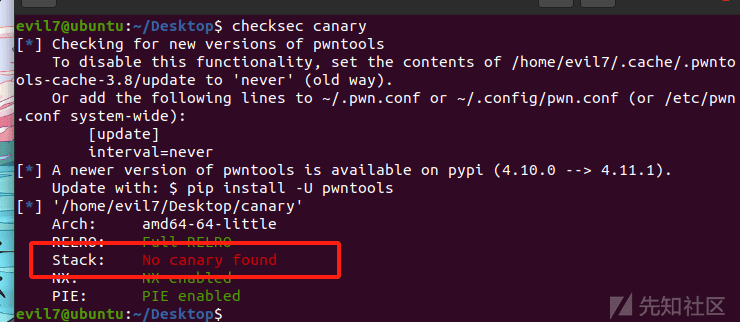 evil7@ubuntu:~/Desktop$ checksec canary
[*] Checking for new versions of pwntools
    To disable this functionality, set the contents of /home/evil7/.cache/.pwnto
ols-cache-3.8/update to 'never' (old way).
    Or add the following lines to ~/.pwn.conf or ~/.config/pwn.conf (or /etc/pwn
.conf system-wide):
        [update]
        interval=never
[*] A newer version of pwntools is available on pypi (4.10.0 --> 4.11.1).
    Update with: $ pip install -U pwntools
[*] '/home/evil7/Desktop/canary'
    Arch:     amd64-64-little
    RELRO:    Full RELRO
    Stack:    No canary found
    NX:       NX enabled
    PIE:      PIE enabled
evil7@ubuntu:~/Desktop$
先知社区